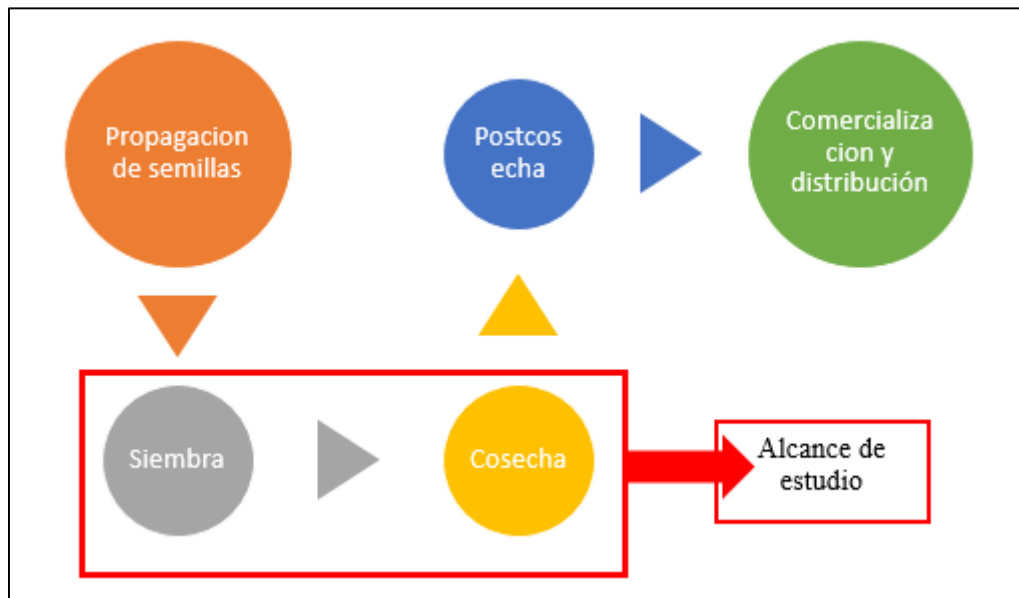 Propagacion
de semillas
Postcos
echa
Comercializa
cion y
distribución
Siembra
Cosecha
Alcance de
estudio